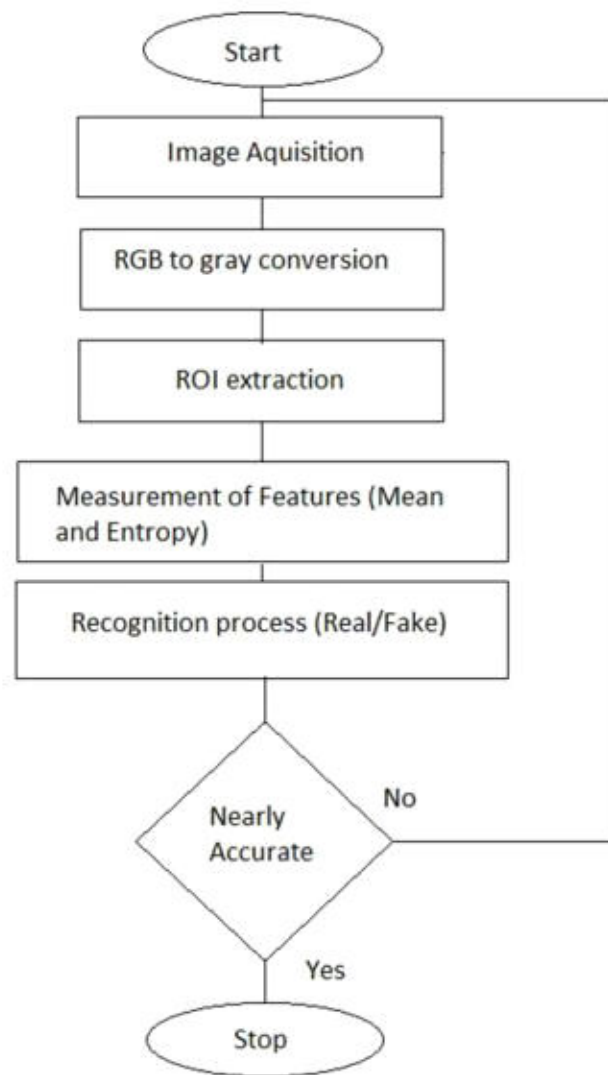 Start
Image Aquisition
RGB to gray conversion
ROI extraction
Measurement of Features (Mean
and Entropy)
Recognition process (Real/Fake)
No
Nearly
Accurate
Yes
Stop